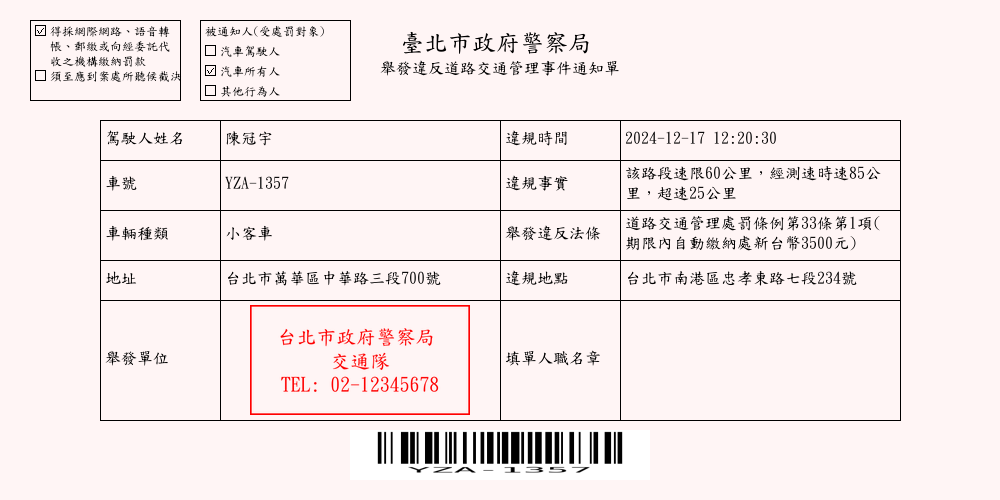 得採網際網路、語音轉
帳、郵繳或向經委託代
收之機構繳納罰款
須至應到案處所聽候裁決
被通知人(受處罰對象)
汽車駕駛人
汽車所有人
其他行為人
臺北市政府警察局
舉發違反道路交通管理事件通知單
駕駛人姓名
陳冠宇
違規時間
2024-12-17 12:20:30
車號
YZA-1357
違規事實
該路段速限60公里，經測速時速85公
里，超速25公里
車輛種類
小客車
舉發違反法條
道路交通管理處罰條例第33條第1項(
期限內自動繳納處新台幣3500元)
地址
台北市萬華區中華路三段700號
違規地點
台北市南港區忠孝東路七段234號
舉發單位
台北市政府警察局
交通隊
TEL: 02-12345678
填單人職名章
YZA-1357